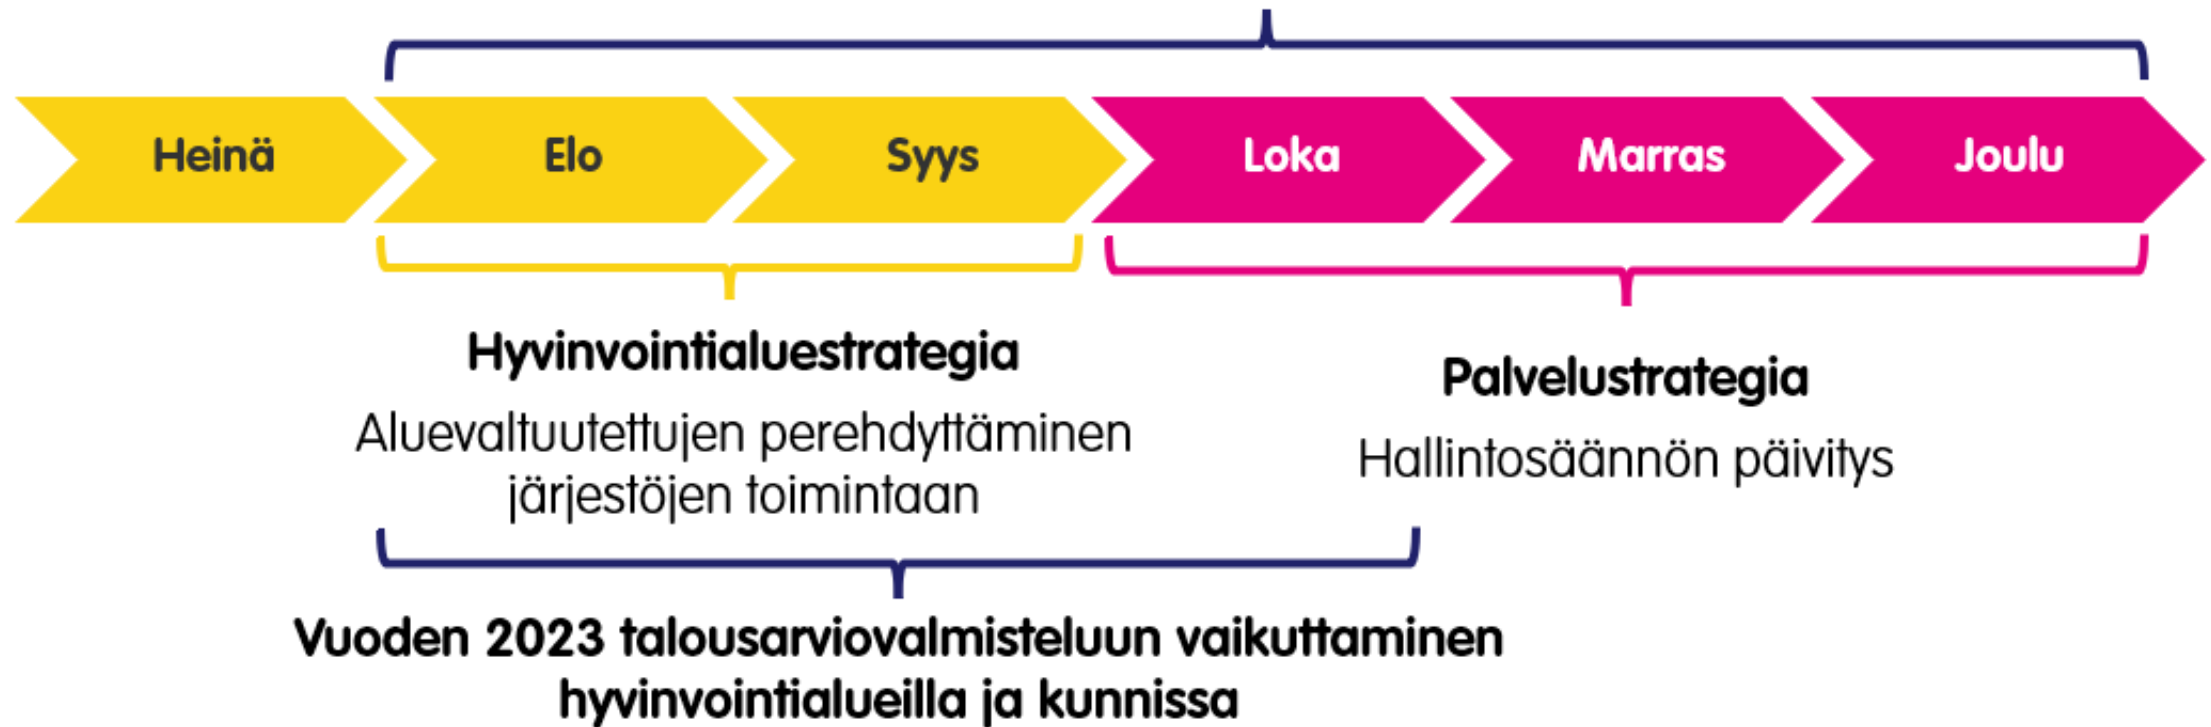 Heinä
Elo
Syys
Loka
Marras
Joulu
Hyvinvointialuestrategia
Aluevaltuutettujen perehdyttäminen
järjestöjen toimintaan
Palvelustrategia
Hallintosäännön päivitys
Vuoden 2023 talousarviovalmisteluun vaikuttaminen
hyvinvointialueilla ja kunnissa